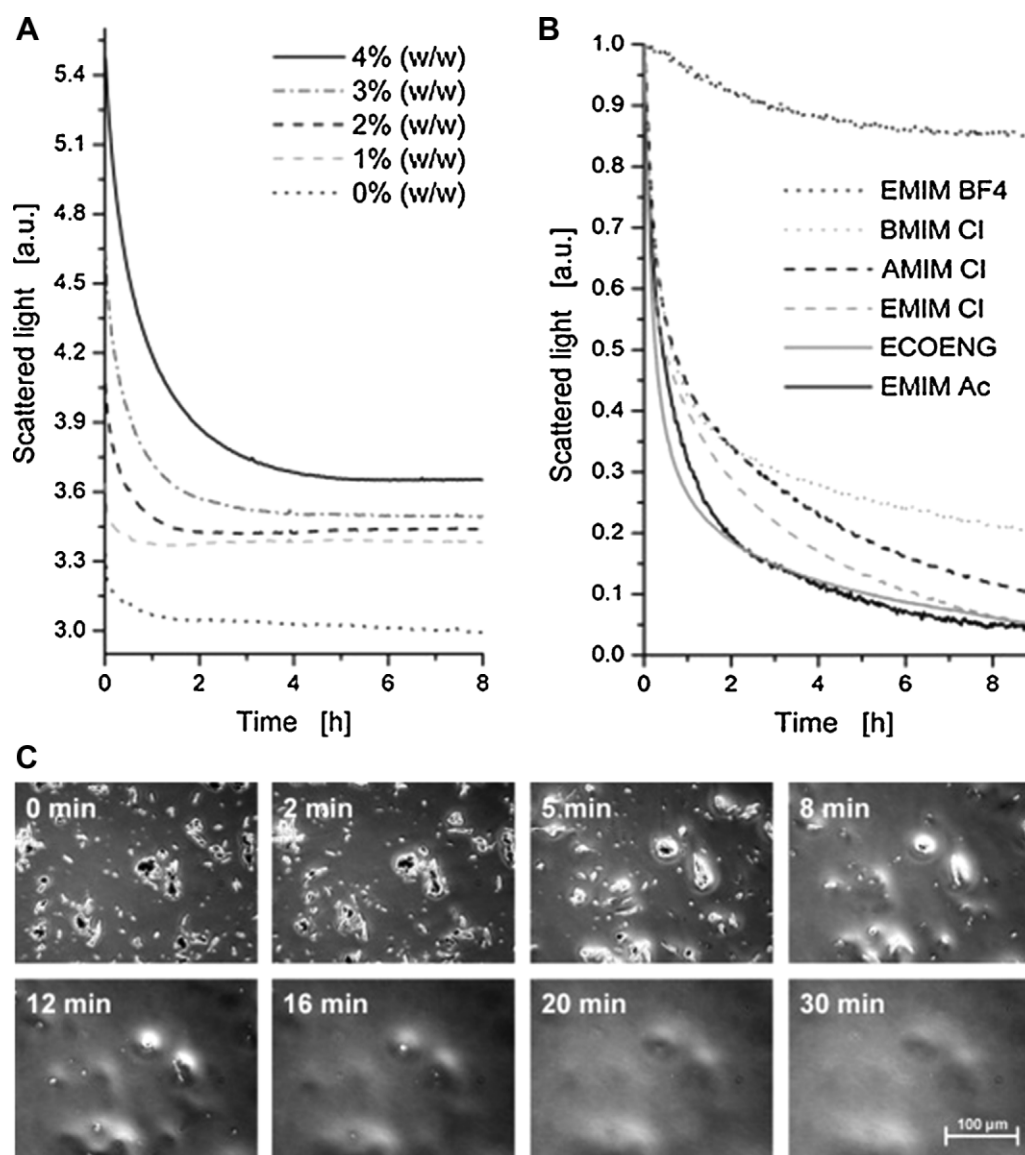 A
Scattered light [a.u.]
5.4
5.1
4.8
4.5
4.2
3.9
3.6
3.3
3.0
4% (w/w)
3% (w/w)
2% (w/w)
1% (w/w)
0% (w/w)
0
2
4
6
8
Time [h]
B
Scattered light [a.u.]
1.0
0.9
0.8
0.7
0.6
0.5
0.4
0.3
0.2
0.1
0.0
EMIM BF4
BMIM Cl
AMIM Cl
EMIM Cl
ECOENG
EMIM Ac
0
2
4
6
8
Time [h]
C
0 min
2 min
5 min
8 min
12 min
16 min
20 min
30 min
100 µm